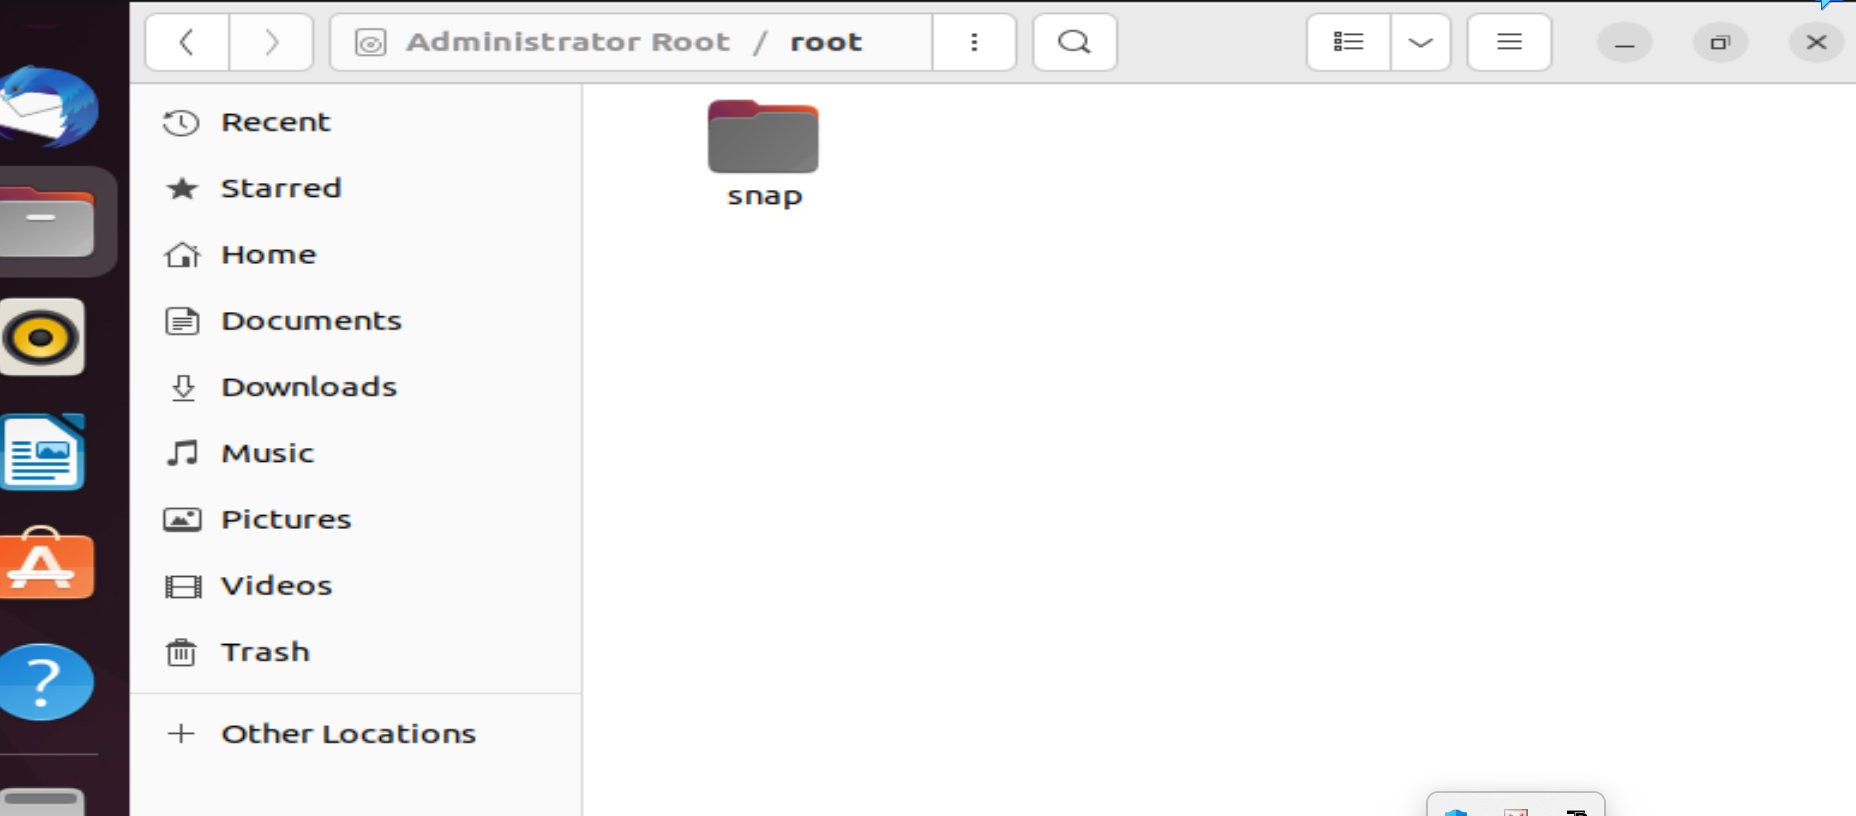 Administrator Root / root
Recent
Starred
Home
Documents
Downloads
Music
Pictures
Videos
Trash
Other Locations
snap